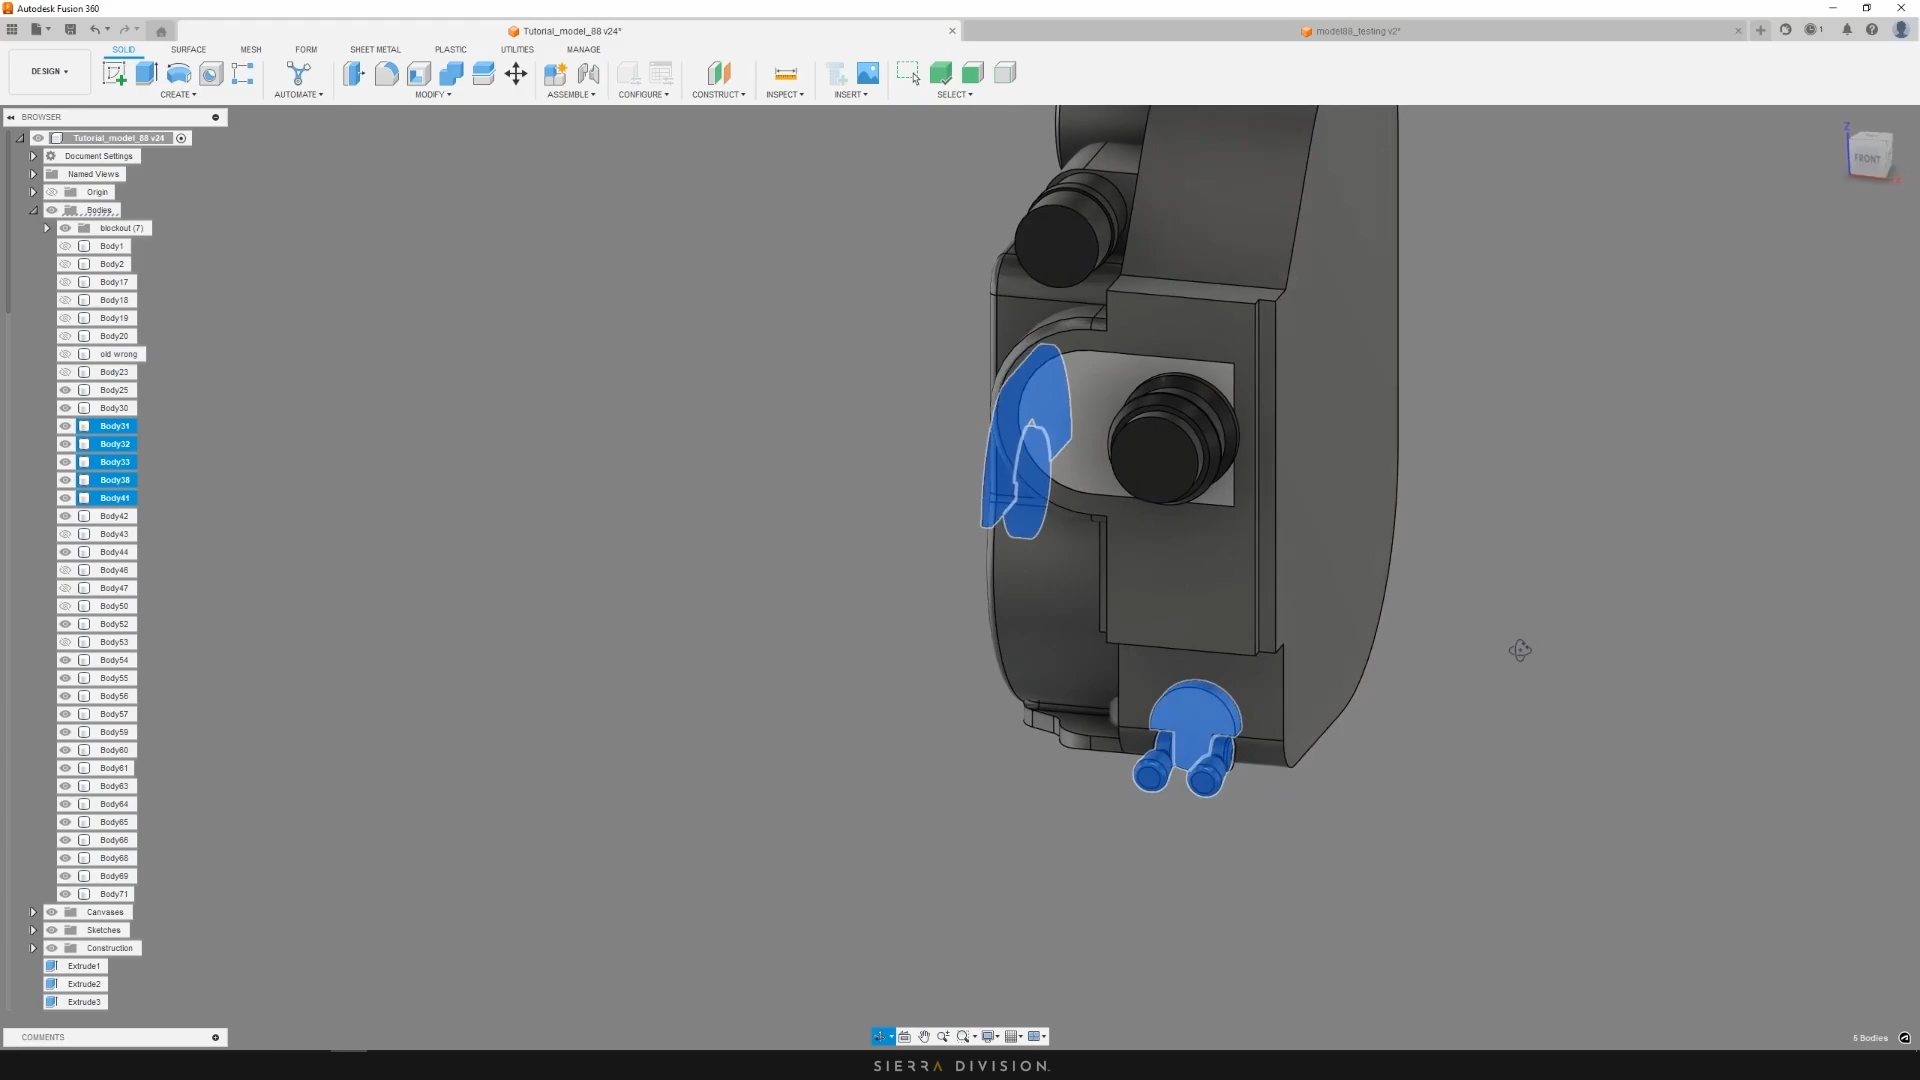 Autodesk Fusion 360
Tutorial_model_88 v24*
model88_testing v2*
1
SOLID SURFACE MESH FORM SHEET METAL PLASTIC UTILITIES MANAGE
DESIGN
CREATE AUTOMATE MODIFY ASSEMBLE CONFIGURE CONSTRUCT INSPECT INSERT SELECT
BROWSER
Tutorial_model_88 v24
Document Settings
Named Views
Origin
Bodies
blockout (7)
Body1
Body2
Body17
Body18
Body19
Body20
old wrong
Body23
Body25
Body30
Body31
Body32
Body33
Body38
Body41
Body42
Body43
Body44
Body46
Body47
Body50
Body52
Body53
Body54
Body55
Body56
Body57
Body59
Body60
Body61
Body63
Body64
Body65
Body66
Body68
Body69
Body71
Canvases
Sketches
Construction
Extrude1
Extrude2
Extrude3
Z
FRONT
X
COMMENTS
5 Bodies
SIERRA DIVISION